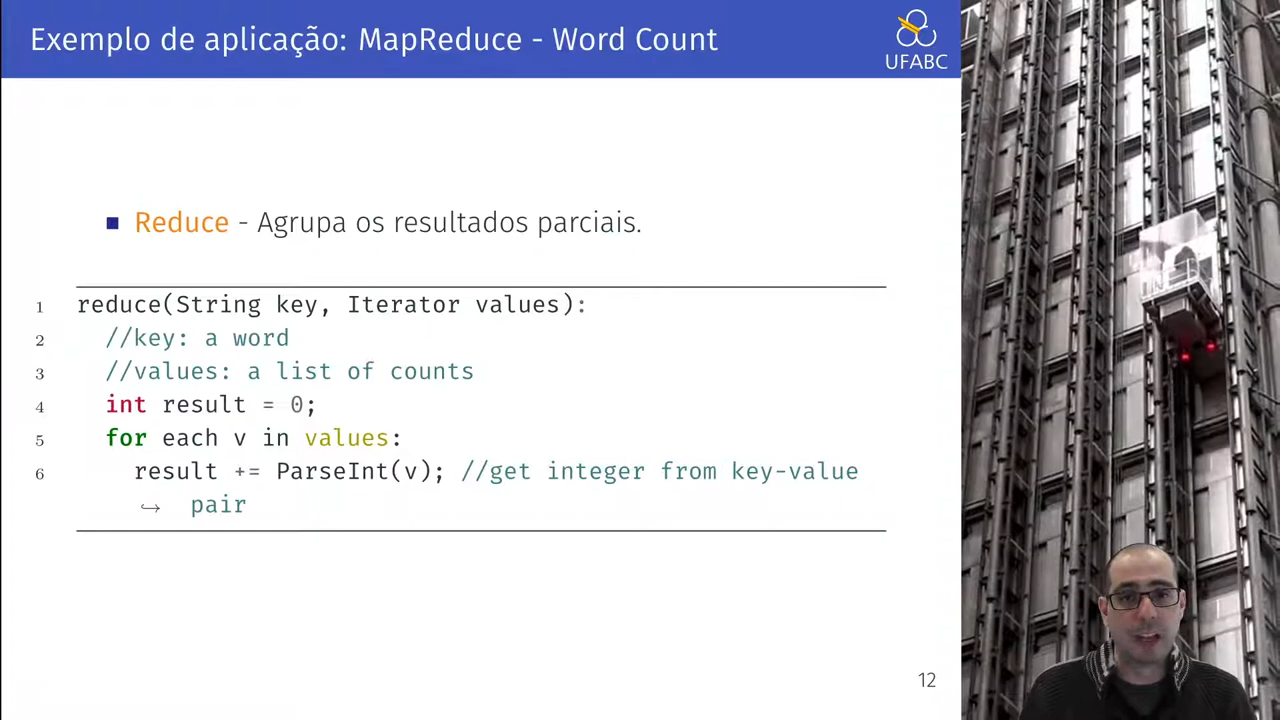 Exemplo de aplicação: MapReduce - Word Count
UFABC
Reduce - Agrupa os resultados parciais.
1 reduce(String key, Iterator values):
2 //key: a word
3 //values: a list of counts
4 int result = 0;
5 for each v in values:
6 result += ParseInt(v); //get integer from key-value
↪ pair
12